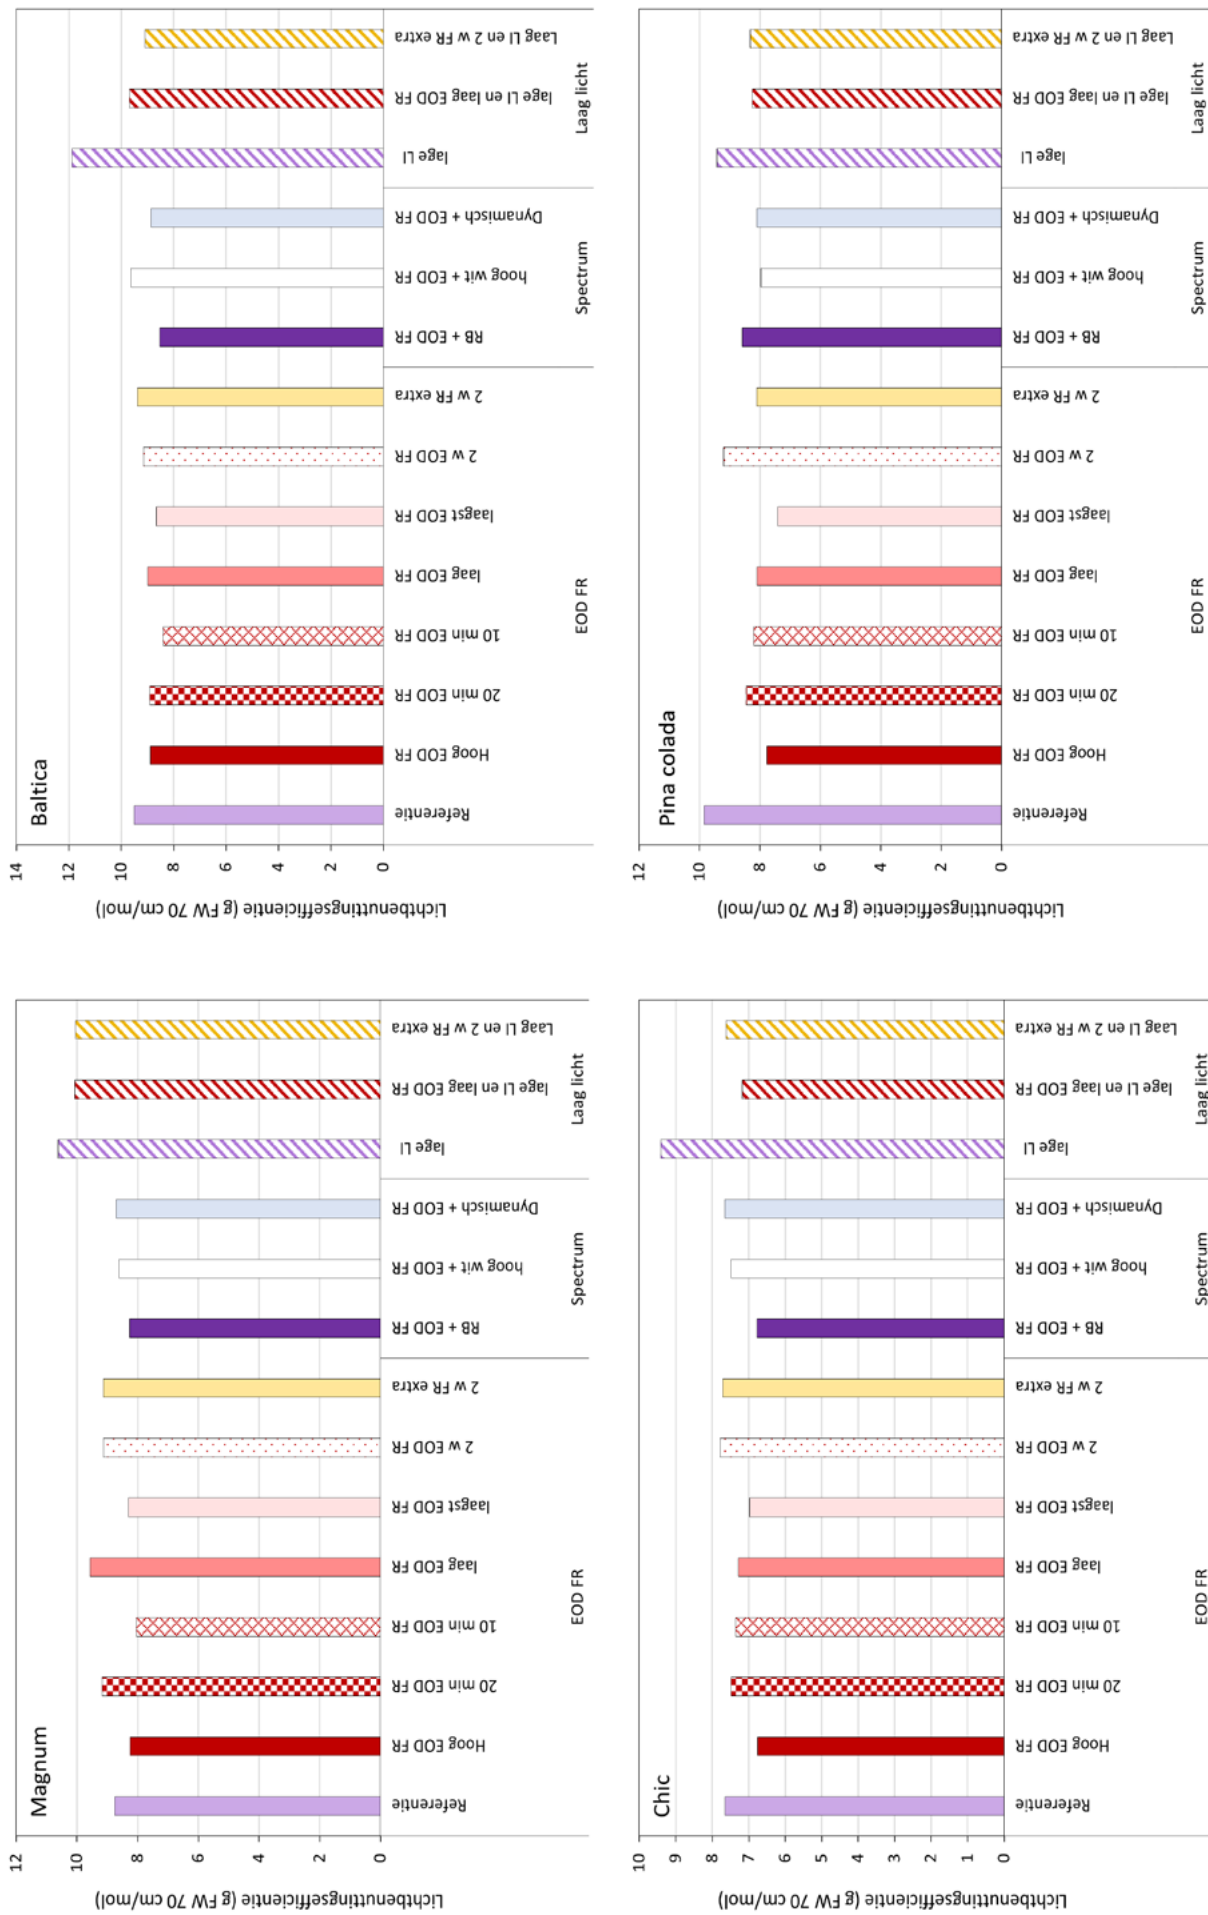 Magnum
Lichtbenuttingsefficientie (g FW 70 cm/mol)
12
10
8
6
4
2
0
Referentie
Hoog EOD FR
20 min EOD FR
10 min EOD FR
laag EOD FR
laagst EOD FR
2 w EOD FR
2 w FR extra
RB + EOD FR
hoog wit + EOD FR
Dynamisch + EOD FR
lage LI
lage LI en laag EOD FR
Laag LI en 2 w FR extra
EOD FR
Spectrum
Laag licht
Baltica
Lichtbenuttingsefficientie (g FW 70 cm/mol)
14
12
10
8
6
4
2
0
Referentie
Hoog EOD FR
20 min EOD FR
10 min EOD FR
laag EOD FR
laagst EOD FR
2 w EOD FR
2 w FR extra
RB + EOD FR
hoog wit + EOD FR
Dynamisch + EOD FR
lage LI
lage LI en laag EOD FR
Laag LI en 2 w FR extra
EOD FR
Spectrum
Laag licht
Chic
Lichtbenuttingsefficientie (g FW 70 cm/mol)
10
9
8
7
6
5
4
3
2
1
0
Referentie
Hoog EOD FR
20 min EOD FR
10 min EOD FR
laag EOD FR
laagst EOD FR
2 w EOD FR
2 w FR extra
RB + EOD FR
hoog wit + EOD FR
Dynamisch + EOD FR
lage LI
lage LI en laag EOD FR
Laag LI en 2 w FR extra
EOD FR
Spectrum
Laag licht
Pina colada
Lichtbenuttingsefficientie (g FW 70 cm/mol)
12
10
8
6
4
2
0
Referentie
Hoog EOD FR
20 min EOD FR
10 min EOD FR
laag EOD FR
laagst EOD FR
2 w EOD FR
2 w FR extra
RB + EOD FR
hoog wit + EOD FR
Dynamisch + EOD FR
lage LI
lage LI en laag EOD FR
Laag LI en 2 w FR extra
EOD FR
Spectrum
Laag licht